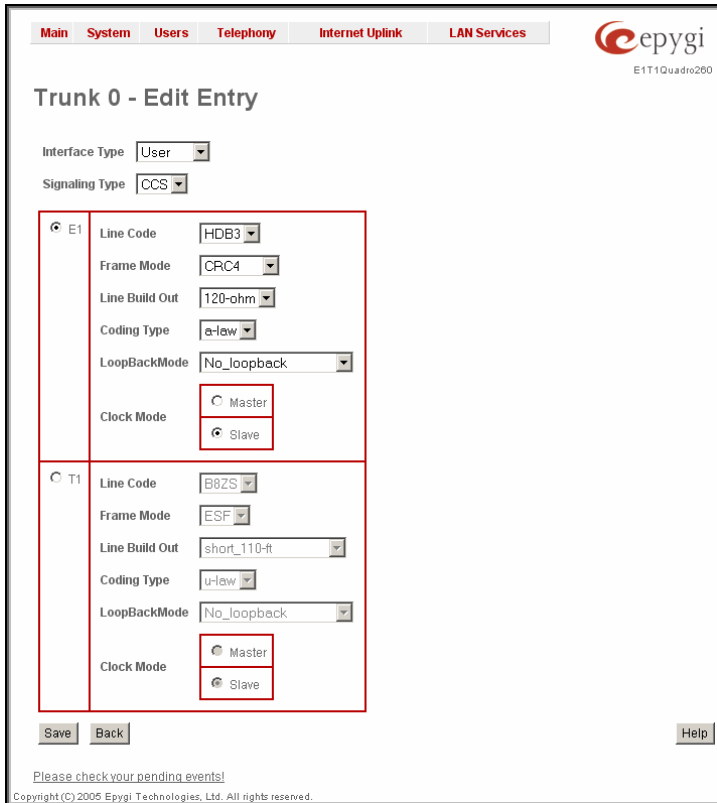 Main System Users Telephony Internet Uplink LAN Services
epygi
E1T1Quadro260
Trunk 0 - Edit Entry
Interface Type User
Signaling Type CCS
E1
Line Code HDB3
Frame Mode CRC4
Line Build Out 120-ohm
Coding Type a-law
LoopBackMode No_loopback
Clock Mode
Master
Slave
T1
Line Code B8ZS
Frame Mode ESF
Line Build Out short_110-ft
Coding Type u-law
LoopBackMode No_loopback
Clock Mode
Master
Slave
Save Back Help
Please check your pending events!
Copyright (C) 2005 Epygi Technologies, Ltd. All rights reserved.